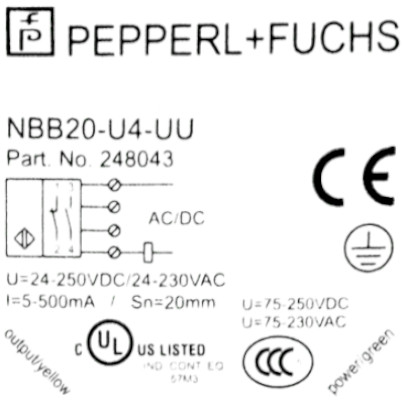 PEPPERL+FUCHS
NBB20-U4-UU
Part. No. 248043
1 3
AC/DC
2 4
U=24-250VDC/24-230VAC
I=5-500mA / Sn=20mm
U=75-250VDC
U=75-230VAC
output/yellow
C UL US LISTED
IND. CONT. EQ.
57M3
CCC
power/green
CE